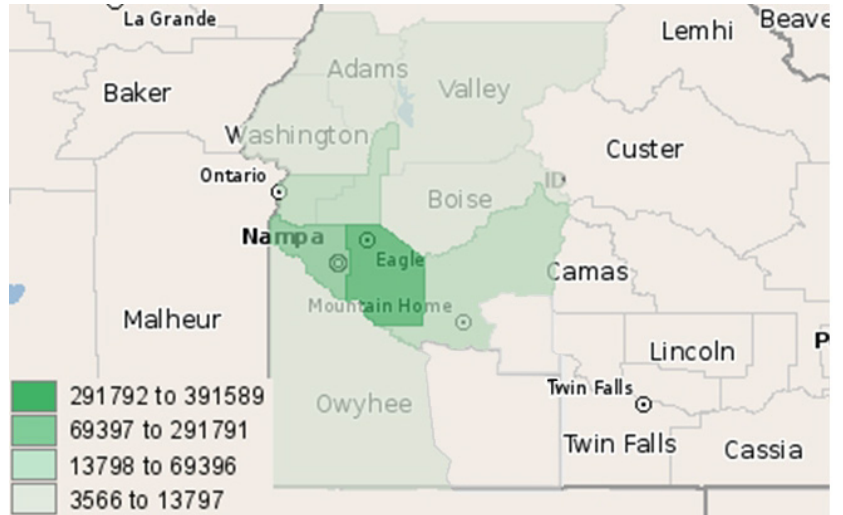 La Grande
Lemhi
Beave
Adams
Valley
Baker
Washington
Custer
Ontario
ID
Boise
Nampa
Eagle
Camas
Mountain Home
Malheur
P
Lincoln
291792 to 391589
Twin Falls
Owyhee
69397 to 291791
Twin Falls
Cassia
13798 to 69396
3566 to 13797